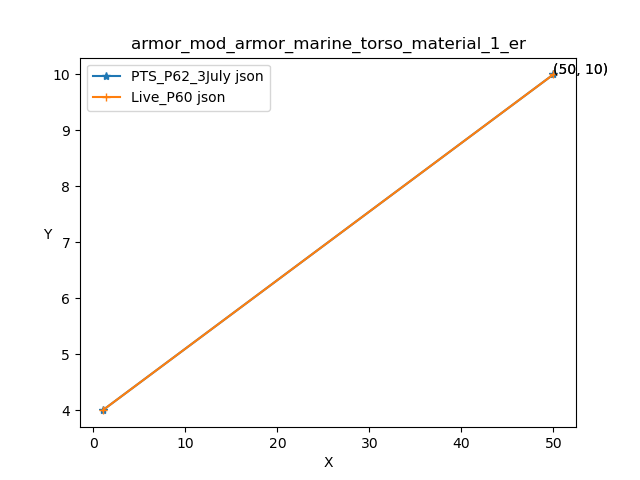 armor_mod_armor_marine_torso_material_1_er
PTS_P62_3July json
Live_P60 json
(50, 10)
10
9
8
7
6
5
4
Y
0 10 20 30 40 50
X